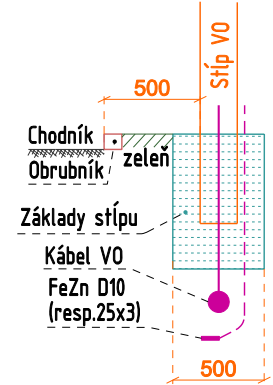 Stĺp VO
500
Chodník
zeleň
Obrubník
Základy stĺpu
Kábel VO
FeZn D10
(resp.25x3)
500